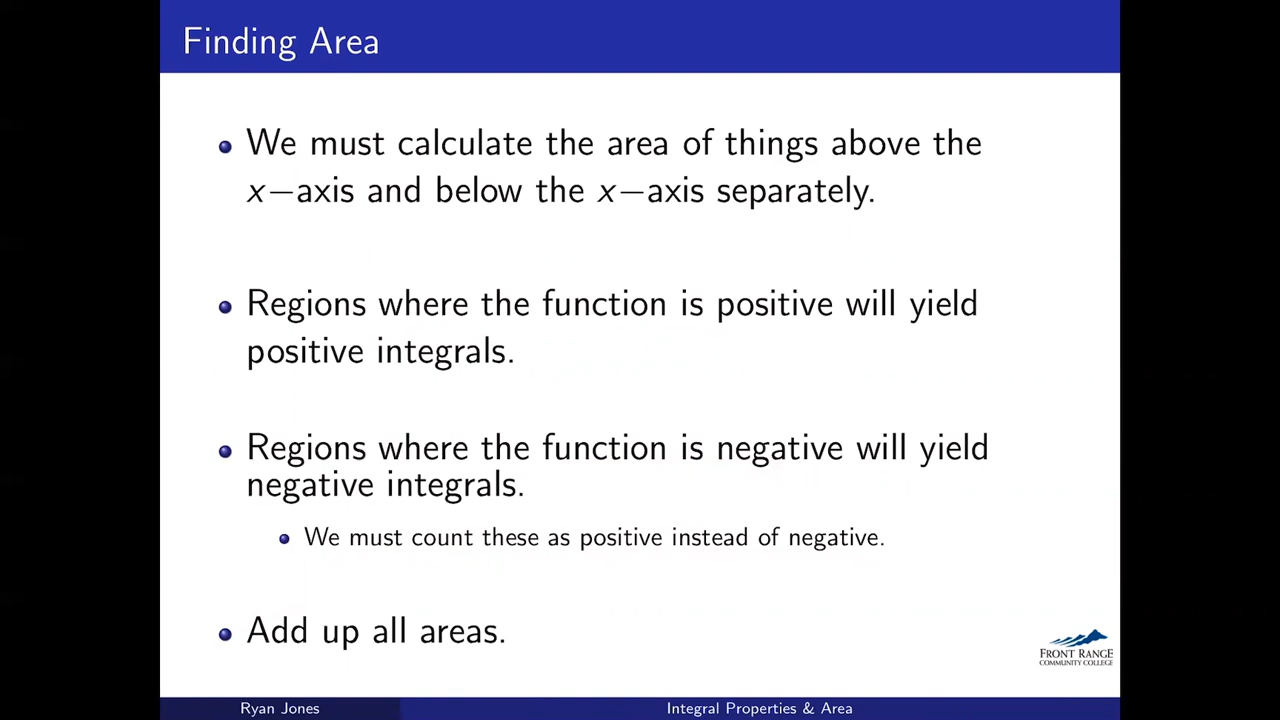 Finding Area
We must calculate the area of things above the
x—axis and below the x—axis separately.
Regions where the function is positive will yield
positive integrals.
Regions where the function is negative will yield
negative integrals.
We must count these as positive instead of negative.
Add up all areas.
FRONT RANGE
COMMUNITY COLLEGE
Ryan Jones
Integral Properties & Area